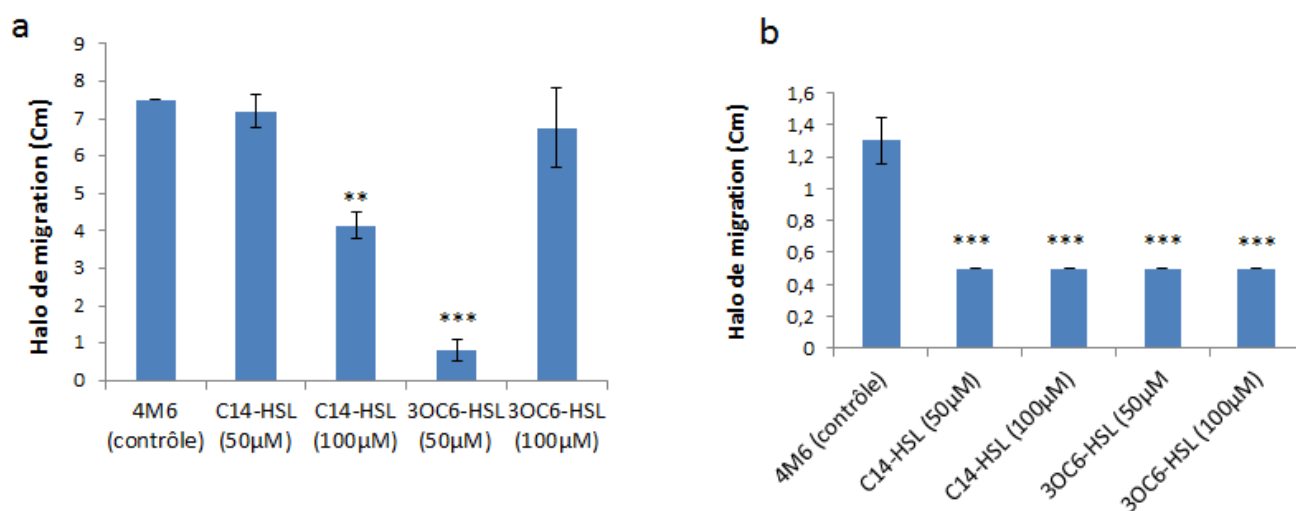 a
Halo de migration (Cm)
9
8
7
6
5
4
3
2
1
0
**
***
4M6
(contrôle)
C14-HSL
(50µM)
C14-HSL
(100µM)
3OC6-HSL
(50µM)
3OC6-HSL
(100µM)
b
Halo de migration (Cm)
1,6
1,4
1,2
1
0,8
0,6
0,4
0,2
0
***
***
***
***
4M6 (contrôle)
C14-HSL (50µM)
C14-HSL (100µM)
3OC6-HSL (50µM
3OC6-HSL (100µM)